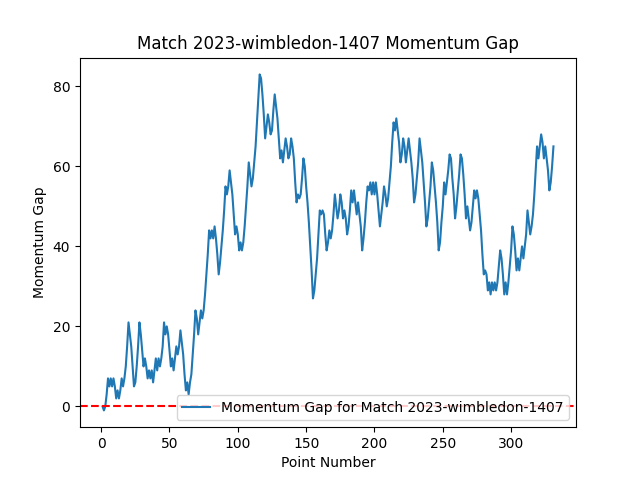 Match 2023-wimbledon-1407 Momentum Gap
80
60
40
20
0
Momentum Gap
Momentum Gap for Match 2023-wimbledon-1407
0 50 100 150 200 250 300
Point Number